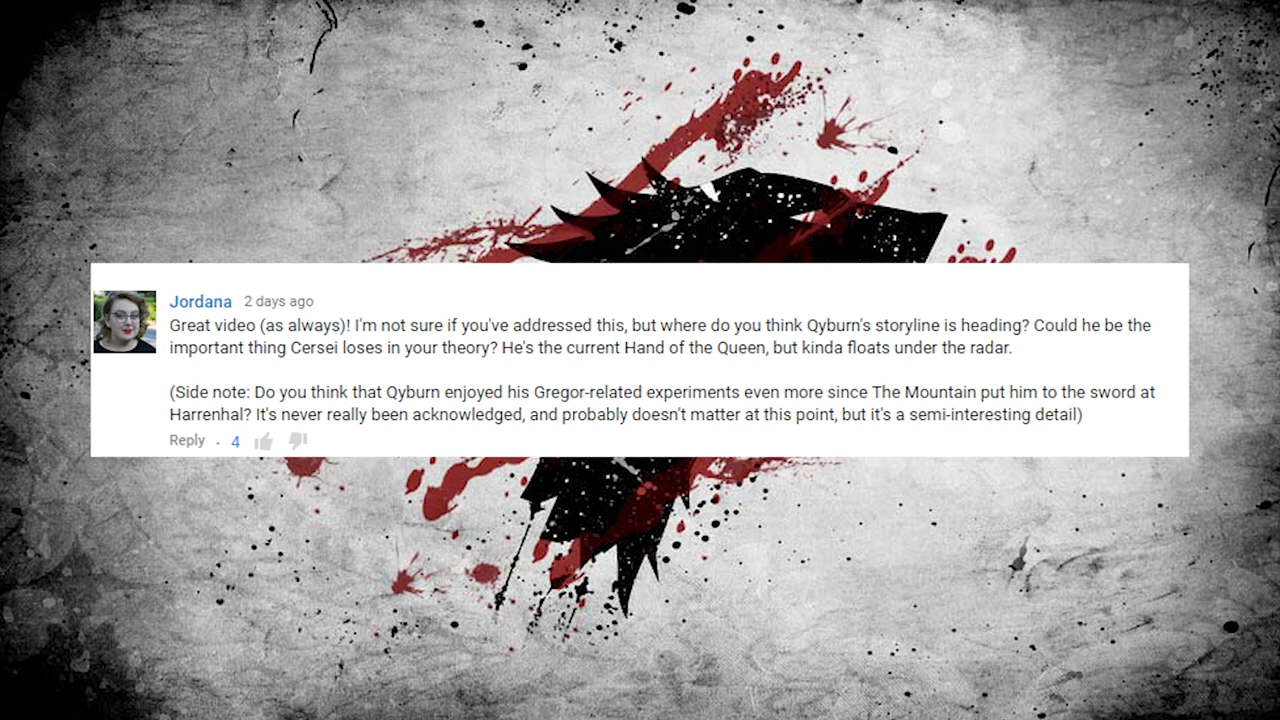 Jordana 2 days ago
Great video (as always)! I'm not sure if you've addressed this, but where do you think Qyburn's storyline is heading? Could he be the
important thing Cersei loses in your theory? He's the current Hand of the Queen, but kinda floats under the radar.
(Side note: Do you think that Qyburn enjoyed his Gregor-related experiments even more since The Mountain put him to the sword at
Harrenhal? It's never really been acknowledged, and probably doesn't matter at this point, but it's a semi-interesting detail)
Reply · 4